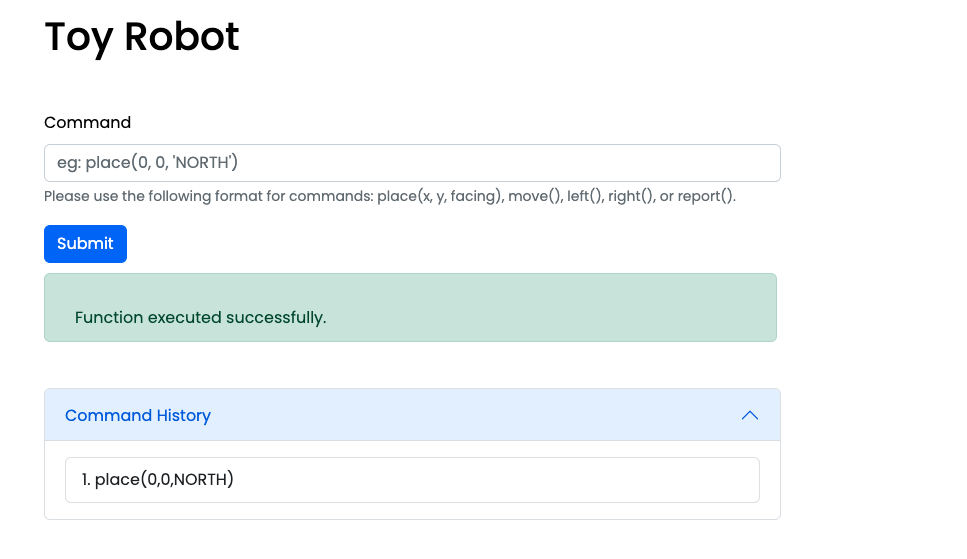 Toy Robot
Command
eg: place(0, 0, 'NORTH')
Please use the following format for commands: place(x, y, facing), move(), left(), right(), or report().
Submit
Function executed successfully.
Command History
1. place(0,0,NORTH)